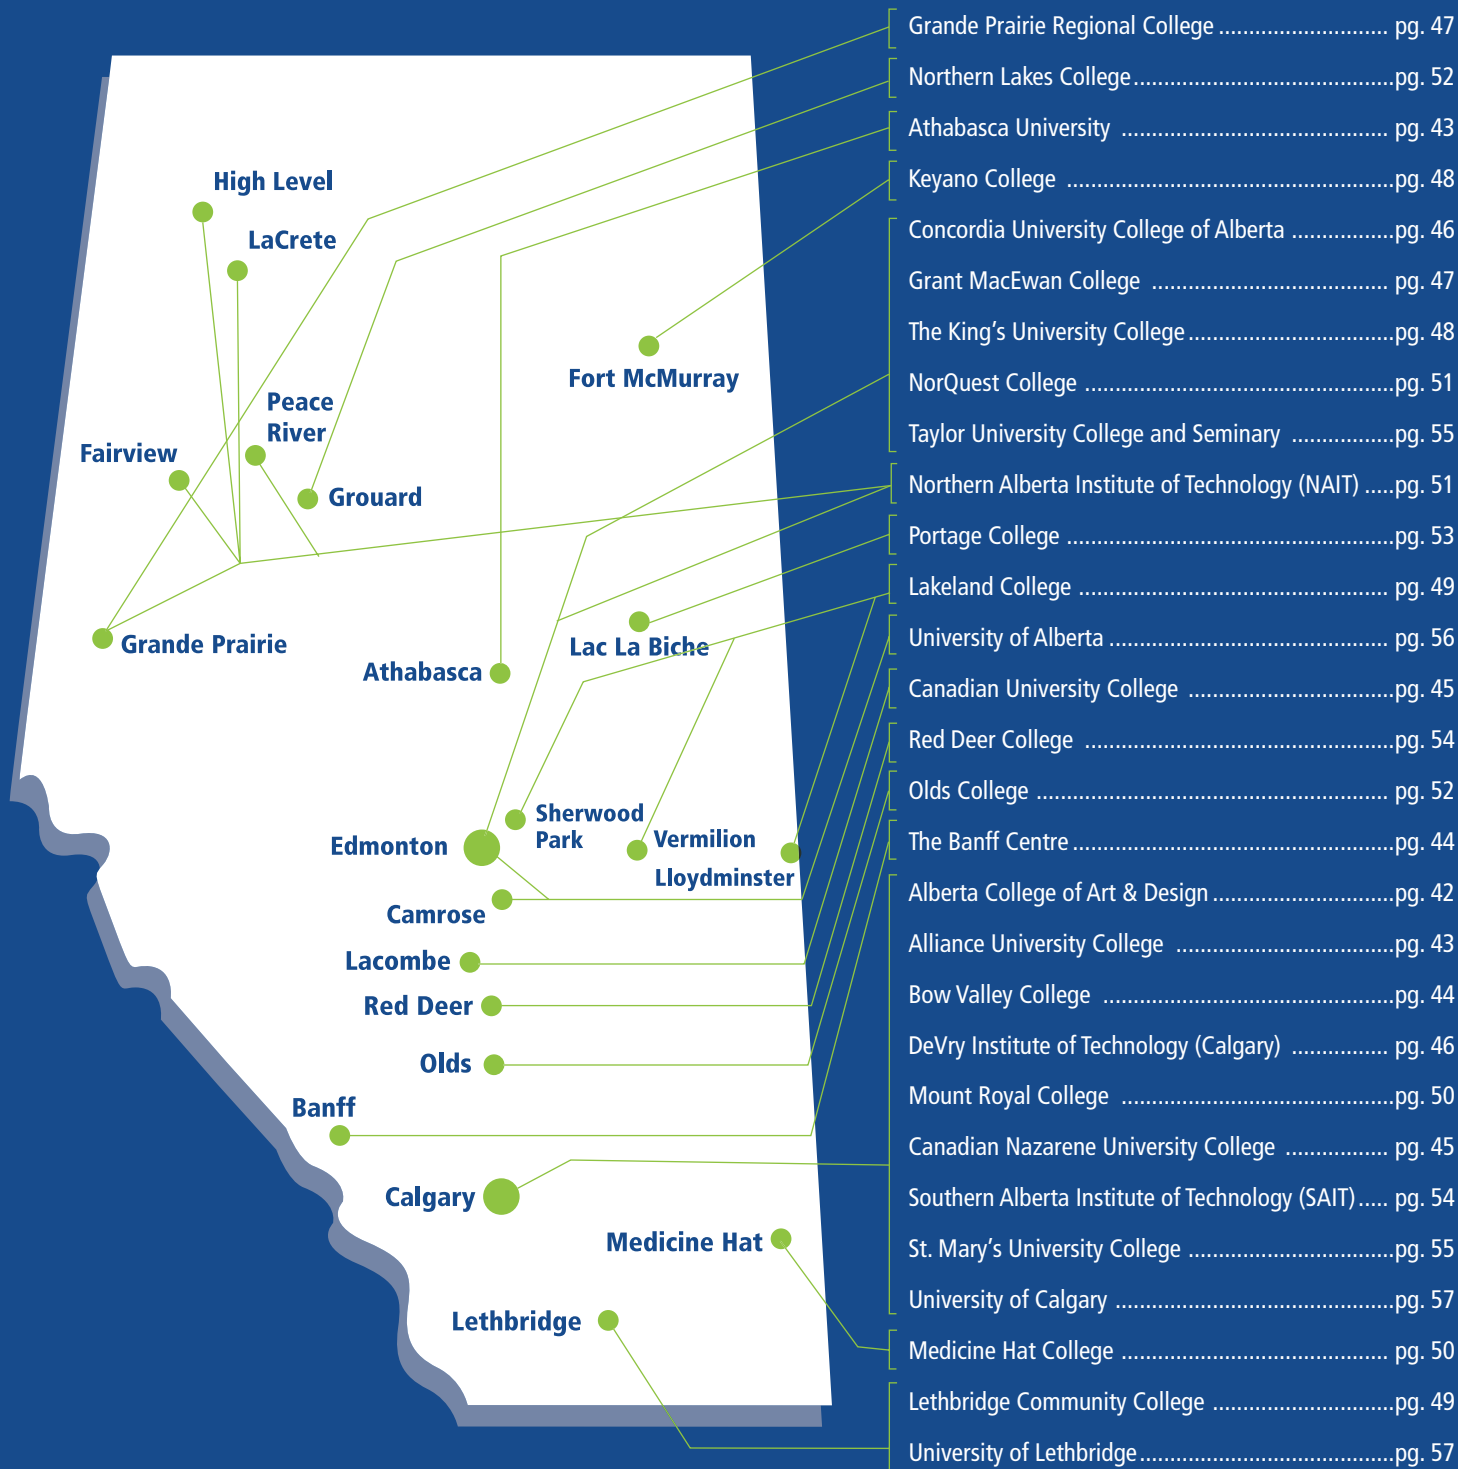 High Level
LaCrete
Peace
River
Fairview
Grouard
Fort McMurray
Grande Prairie
Athabasca
Lac La Biche
Edmonton
Sherwood
Park
Vermilion
Lloydminster
Camrose
Lacombe
Red Deer
Olds
Banff
Calgary
Medicine Hat
Lethbridge
Grande Prairie Regional College ............................ pg. 47
Northern Lakes College...........................................pg. 52
Athabasca University ............................................ pg. 43
Keyano College ......................................................pg. 48
Concordia University College of Alberta .................pg. 46
Grant MacEwan College ....................................... pg. 47
The King's University College..................................pg. 48
NorQuest College ...................................................pg. 51
Taylor University College and Seminary .................pg. 55
Northern Alberta Institute of Technology (NAIT) .....pg. 51
Portage College ......................................................pg. 53
Lakeland College ....................................................pg. 49
University of Alberta ...............................................pg. 56
Canadian University College ..................................pg. 45
Red Deer College ...................................................pg. 54
Olds College ...........................................................pg. 52
The Banff Centre.....................................................pg. 44
Alberta College of Art & Design..............................pg. 42
Alliance University College ....................................pg. 43
Bow Valley College ................................................pg. 44
DeVry Institute of Technology (Calgary) ................ pg. 46
Mount Royal College .............................................pg. 50
Canadian Nazarene University College ................. pg. 45
Southern Alberta Institute of Technology (SAIT)..... pg. 54
St. Mary's University College ..................................pg. 55
University of Calgary ..............................................pg. 57
Medicine Hat College ............................................ pg. 50
Lethbridge Community College ..............................pg. 49
University of Lethbridge..........................................pg. 57